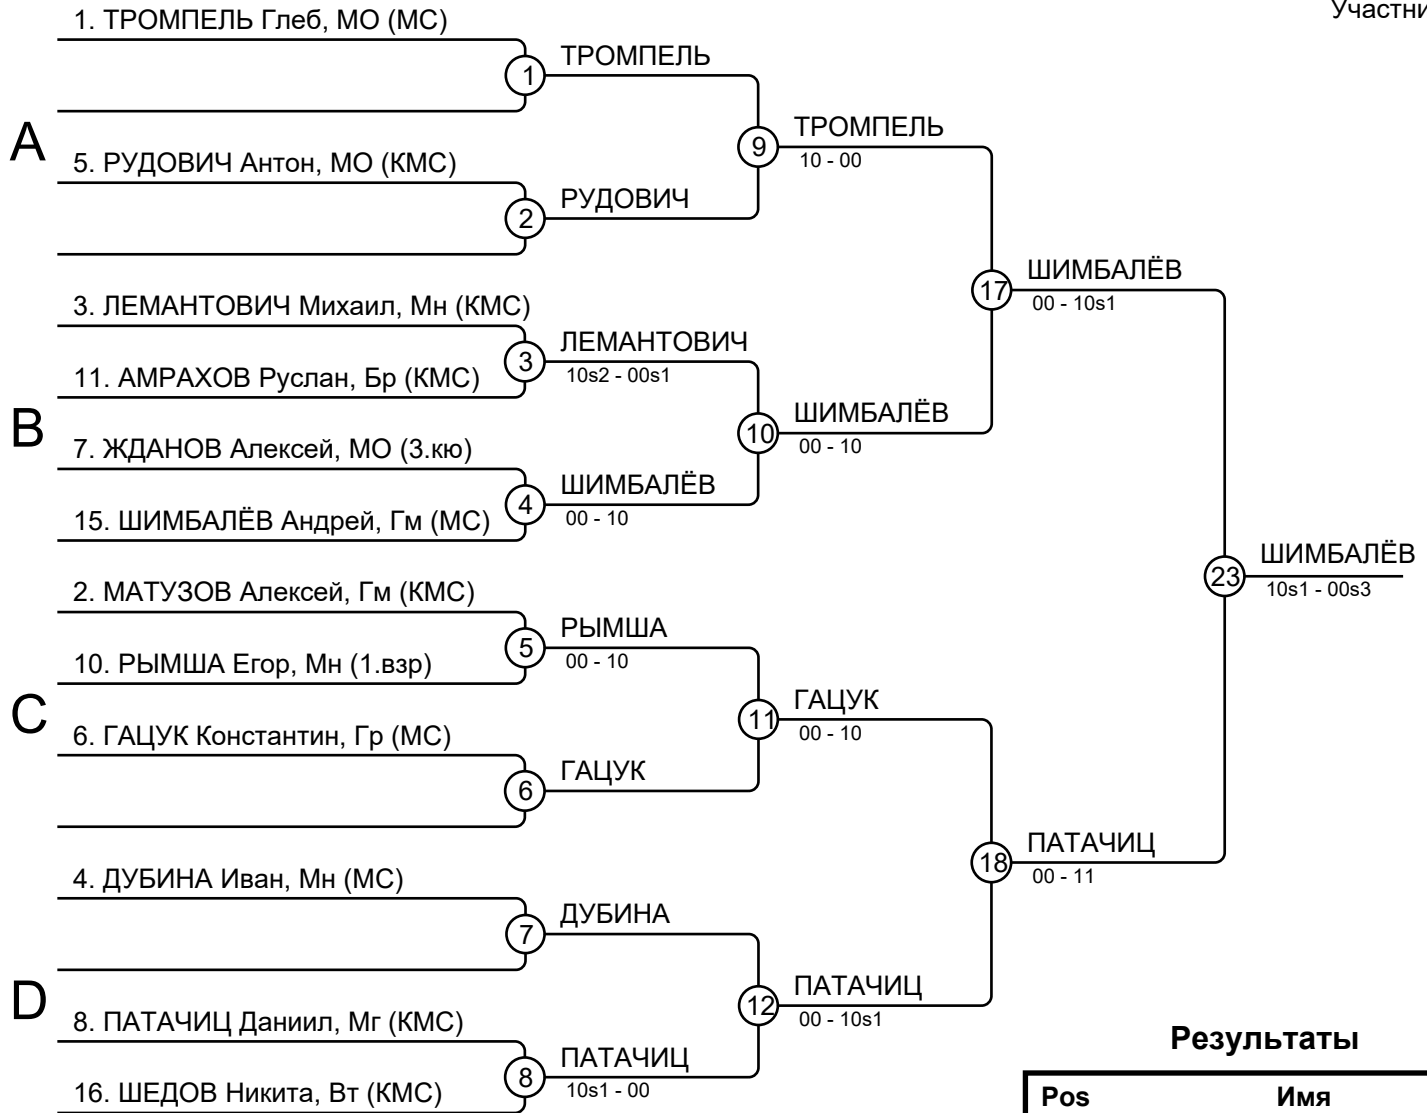 Участни
1. ТРОМПЕЛЬ Глеб, МО (МС)
1
ТРОМПЕЛЬ
A
9
ТРОМПЕЛЬ
10 - 00
5. РУДОВИЧ Антон, МО (КМС)
2
РУДОВИЧ
17
ШИМБАЛЁВ
00 - 10s1
3. ЛЕМАНТОВИЧ Михаил, Мн (КМС)
3
ЛЕМАНТОВИЧ
10s2 - 00s1
11. АМРАХОВ Руслан, Бр (КМС)
B
10
ШИМБАЛЁВ
00 - 10
7. ЖДАНОВ Алексей, МО (3.кю)
4
ШИМБАЛЁВ
00 - 10
15. ШИМБАЛЁВ Андрей, Гм (МС)
23
ШИМБАЛЁВ
10s1 - 00s3
2. МАТУЗОВ Алексей, Гм (КМС)
5
РЫМША
00 - 10
10. РЫМША Егор, Мн (1.взр)
C
11
ГАЦУК
00 - 10
6. ГАЦУК Константин, Гр (МС)
6
ГАЦУК
18
ПАТАЧИЦ
00 - 11
4. ДУБИНА Иван, Мн (МС)
7
ДУБИНА
D
12
ПАТАЧИЦ
00 - 10s1
8. ПАТАЧИЦ Даниил, Мг (КМС)
8
ПАТАЧИЦ
10s1 - 00
16. ШЕДОВ Никита, Вт (КМС)
Результаты
Pos Имя